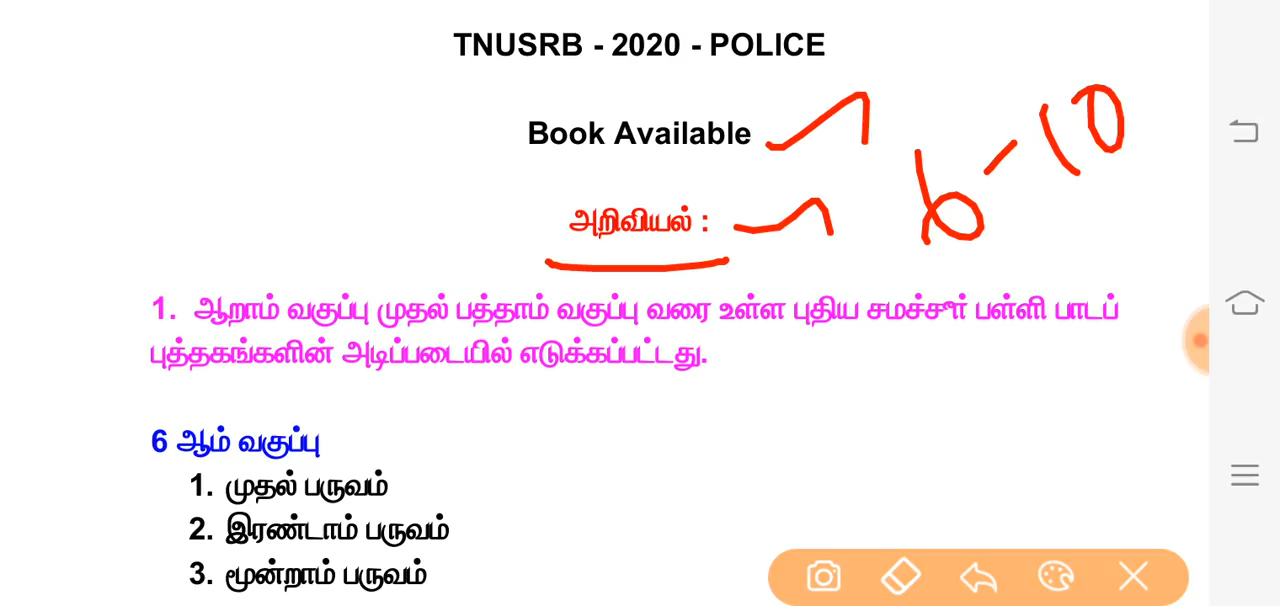 TNUSRB - 2020 - POLICE
Book Available
6-10
அறிவியல் :
1. ஆறாம் வகுப்பு முதல் பத்தாம் வகுப்பு வரை உள்ள புதிய சமச்சீர் பள்ளி பாடப்
புத்தகங்களின் அடிப்படையில் எடுக்கப்பட்டது.
6 ஆம் வகுப்பு
1. முதல் பருவம்
2. இரண்டாம் பருவம்
3. மூன்றாம் பருவம்